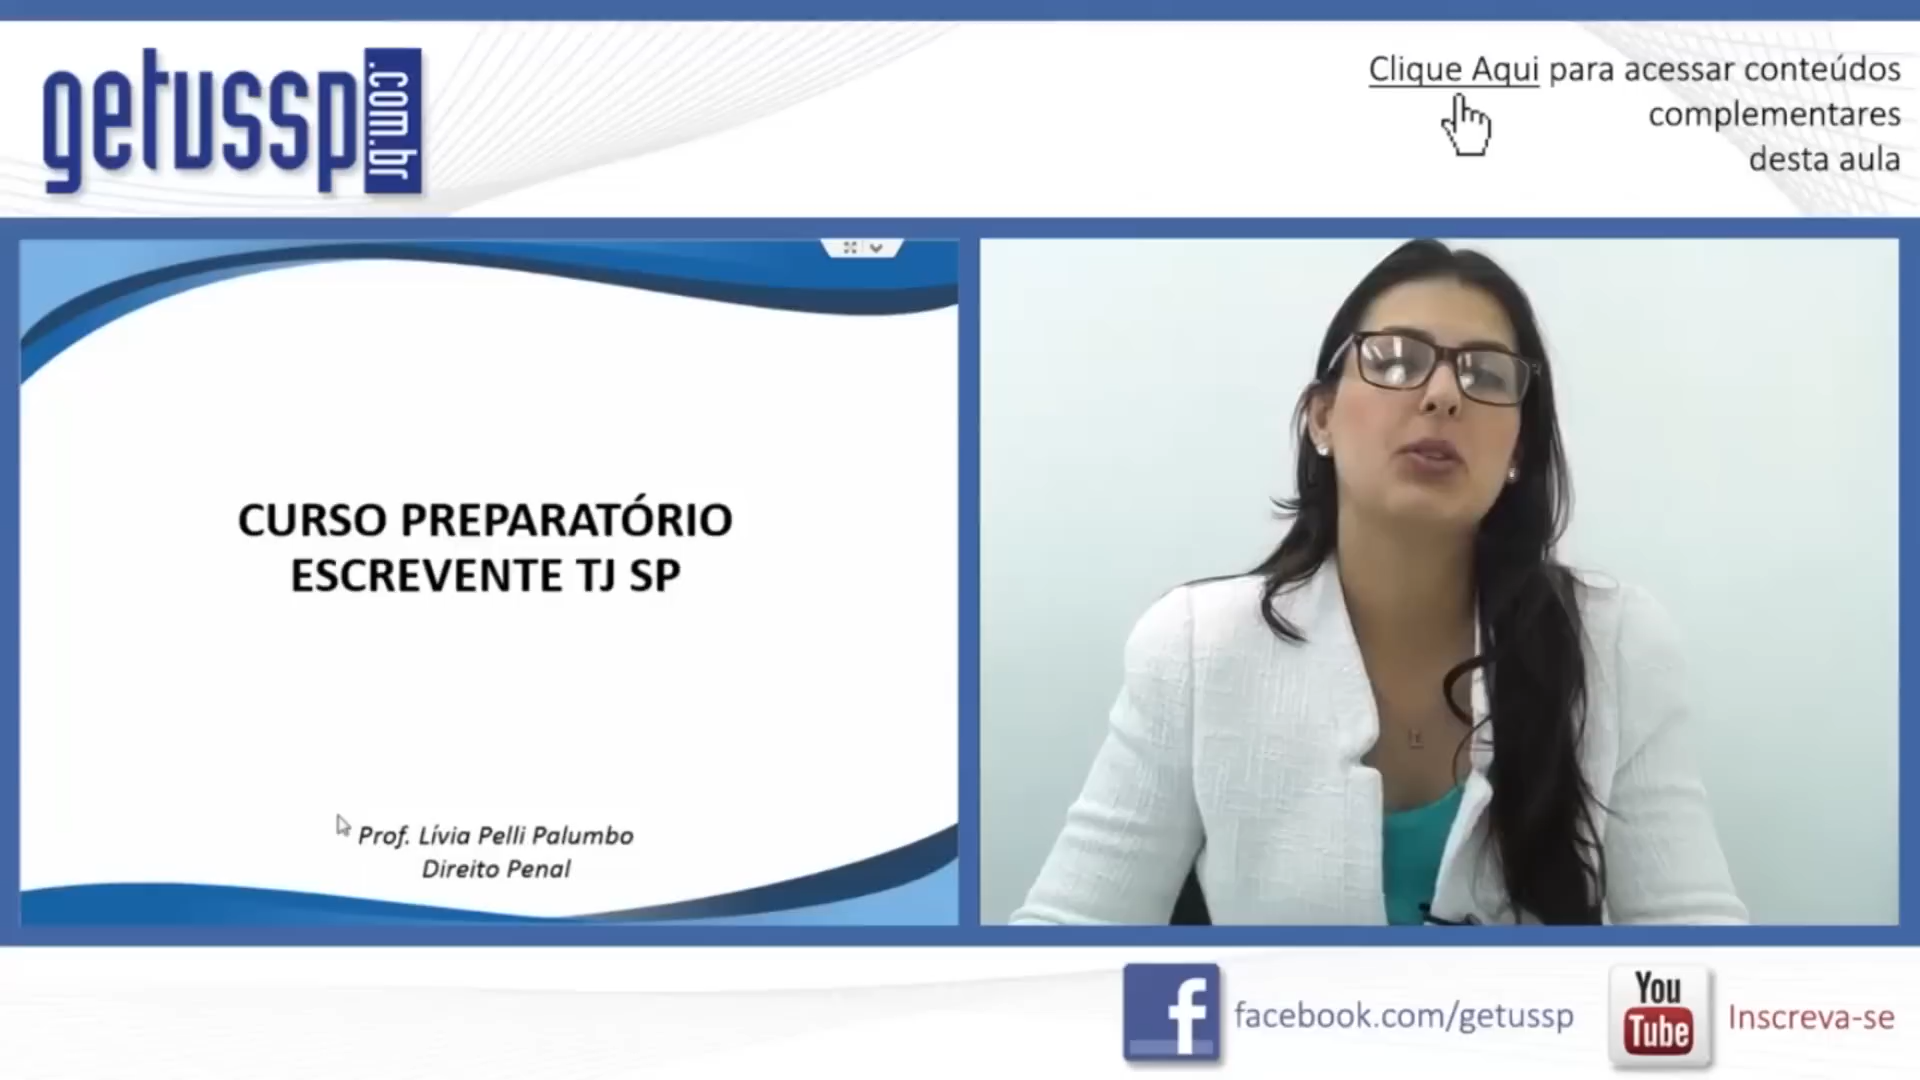 getussp.com.br
Clique Aqui para acessar conteúdos
complementares
desta aula
CURSO PREPARATÓRIO
ESCREVENTE TJ SP
Prof. Lívia Pelli Palumbo
Direito Penal
f facebook.com/getussp
You
Tube
Inscreva-se